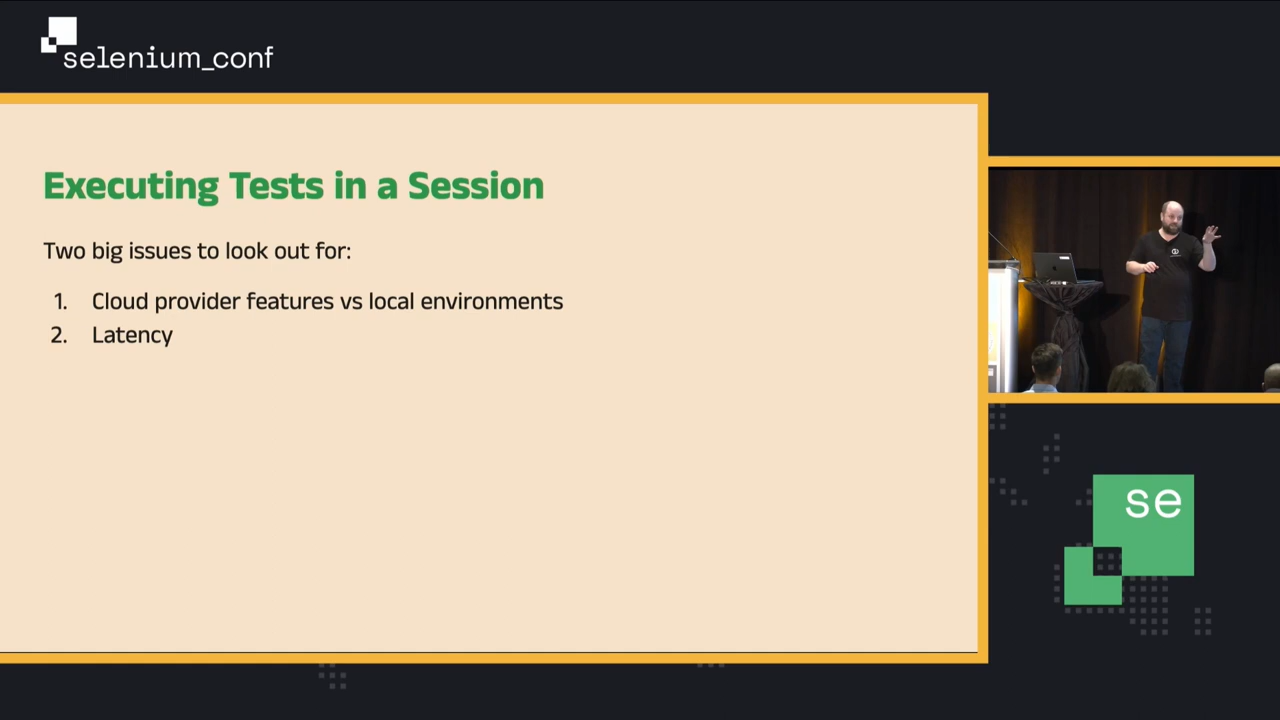 selenium_conf
Executing Tests in a Session
Two big issues to look out for:
1. Cloud provider features vs local environments
2. Latency
se